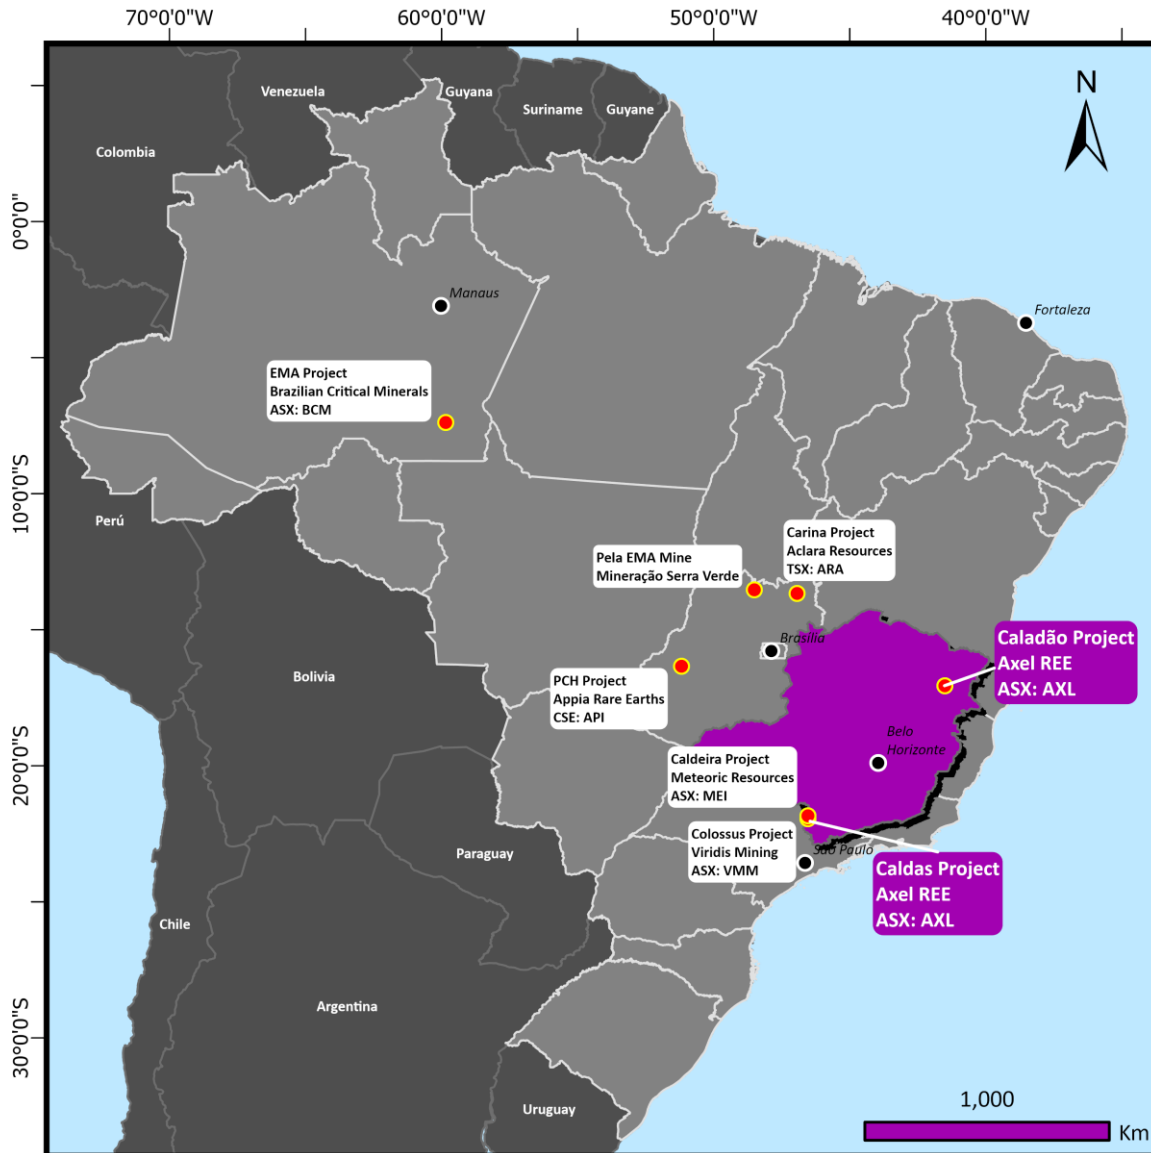 70°0'0"W
60°0'0"W
50°0'0"W
40°0'0"W
N
Venezuela
Guyana
Suriname
Guyane
Colombia
0°0'0"
Manaus
Fortaleza
EMA Project
Brazilian Critical Minerals
ASX: BCM
10°0'0"S
Perú
Carina Project
Aclara Resources
TSX: ARA
Pela EMA Mine
Mineração Serra Verde
Brasília
Caladão Project
Axel REE
ASX: AXL
Bolivia
PCH Project
Appia Rare Earths
CSE: API
Belo
Horizonte
20°0'0"S
Caldeira Project
Meteoric Resources
ASX: MEI
Colossus Project
Viridis Mining
ASX: VMM
São Paulo
Paraguay
Caldas Project
Axel REE
ASX: AXL
Chile
Argentina
30°0'0"S
Uruguay
1,000
Km